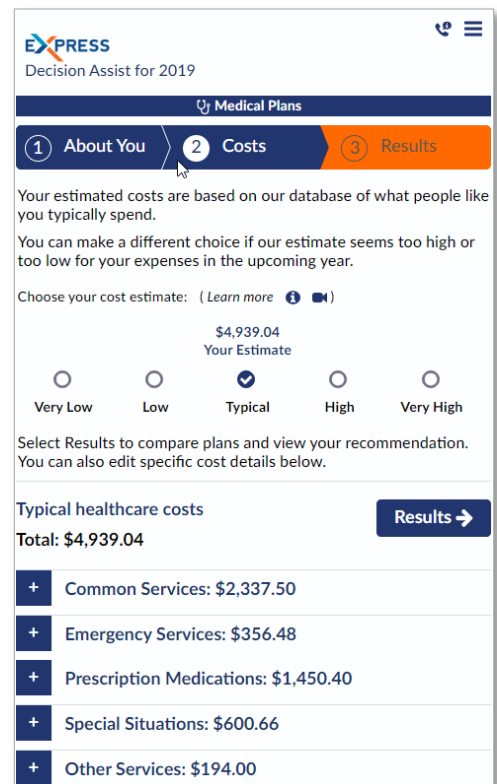 EXPRESS
Decision Assist for 2019
Medical Plans
1 About You 2 Costs 3 Results
Your estimated costs are based on our database of what people like
you typically spend.
You can make a different choice if our estimate seems too high or
too low for your expenses in the upcoming year.
Choose your cost estimate: ( Learn more )
$4,939.04
Your Estimate
Very Low Low Typical High Very High
Select Results to compare plans and view your recommendation.
You can also edit specific cost details below.
Typical healthcare costs
Results
Total: $4,939.04
+ Common Services: $2,337.50
+ Emergency Services: $356.48
+ Prescription Medications: $1,450.40
+ Special Situations: $600.66
+ Other Services: $194.00